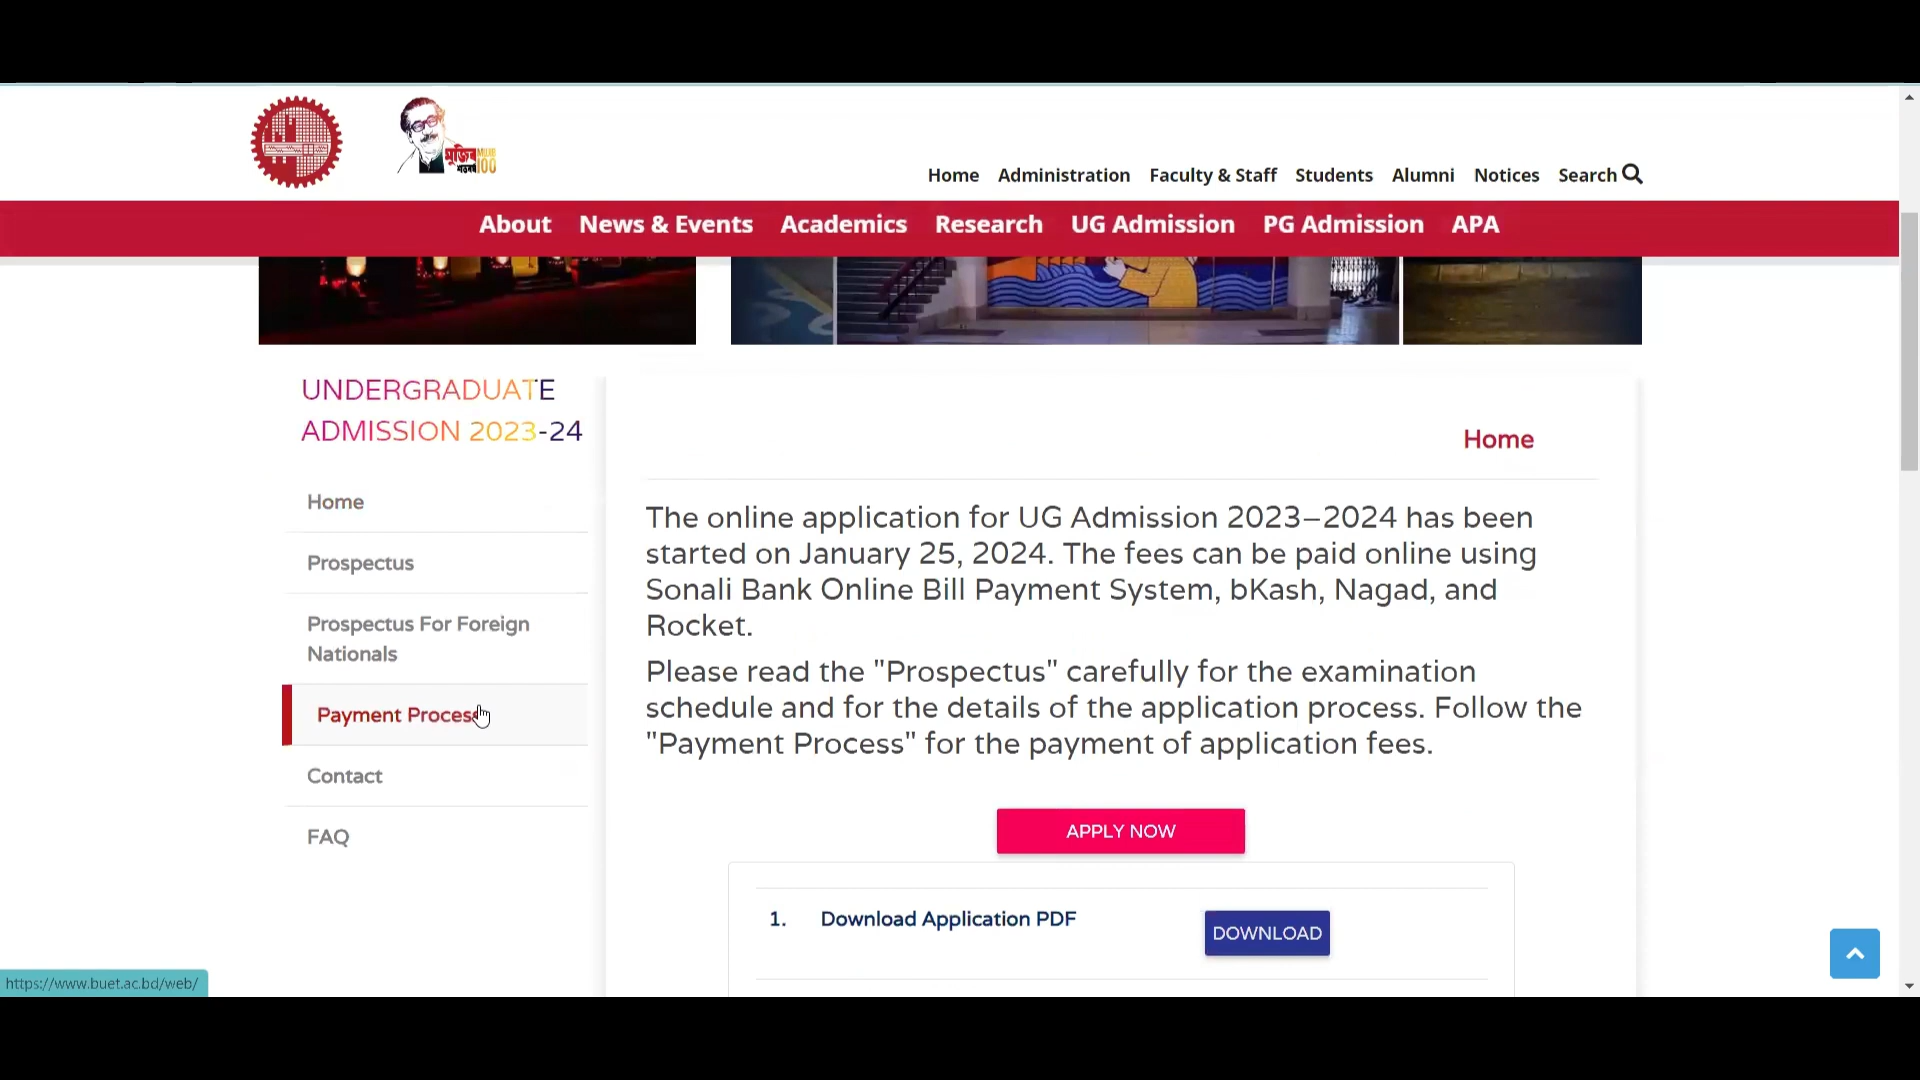 মুজিব MUJIB
শতবর্ষ 100
Home Administration Faculty & Staff Students Alumni Notices Search
About News & Events Academics Research UG Admission PG Admission APA
UNDERGRADUATE
ADMISSION 2023-24
Home
Prospectus
Prospectus For Foreign
Nationals
Payment Process
Contact
FAQ
Home
The online application for UG Admission 2023–2024 has been
started on January 25, 2024. The fees can be paid online using
Sonali Bank Online Bill Payment System, bKash, Nagad, and
Rocket.
Please read the "Prospectus" carefully for the examination
schedule and for the details of the application process. Follow the
"Payment Process" for the payment of application fees.
APPLY NOW
1. Download Application PDF DOWNLOAD
https://www.buet.ac.bd/web/